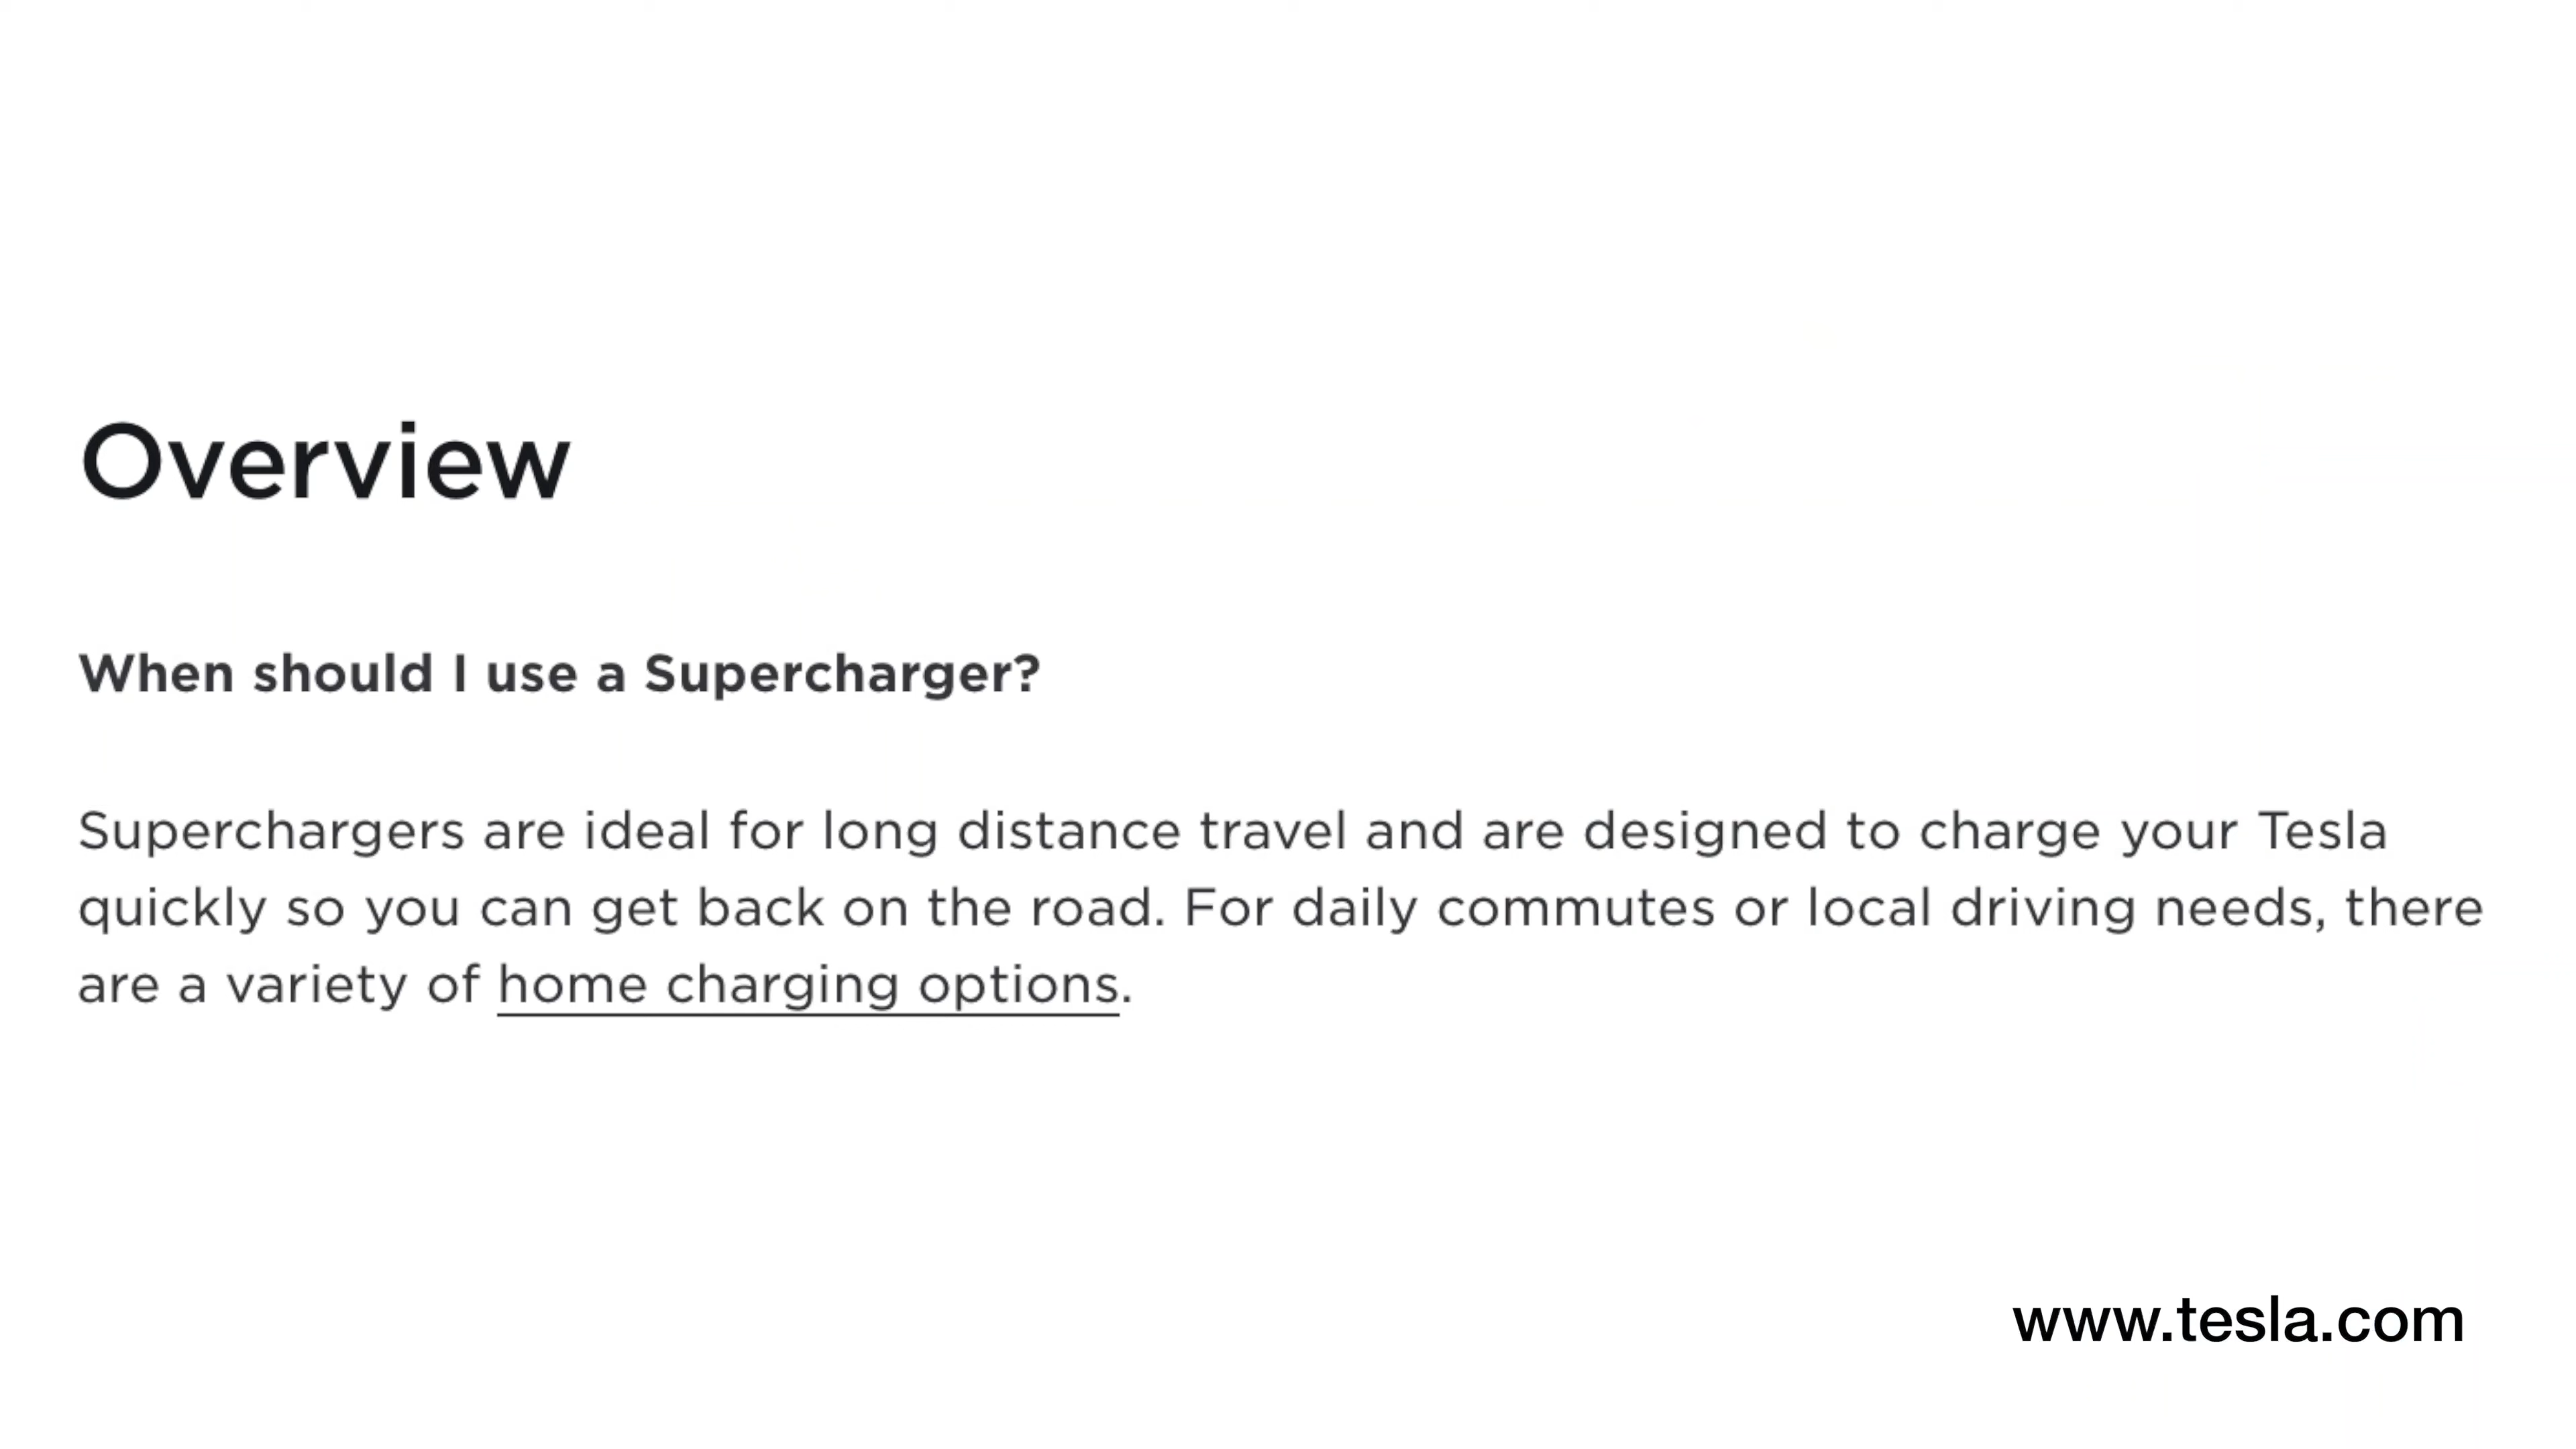 Overview
When should I use a Supercharger?
Superchargers are ideal for long distance travel and are designed to charge your Tesla
quickly so you can get back on the road. For daily commutes or local driving needs, there
are a variety of home charging options.
www.tesla.com